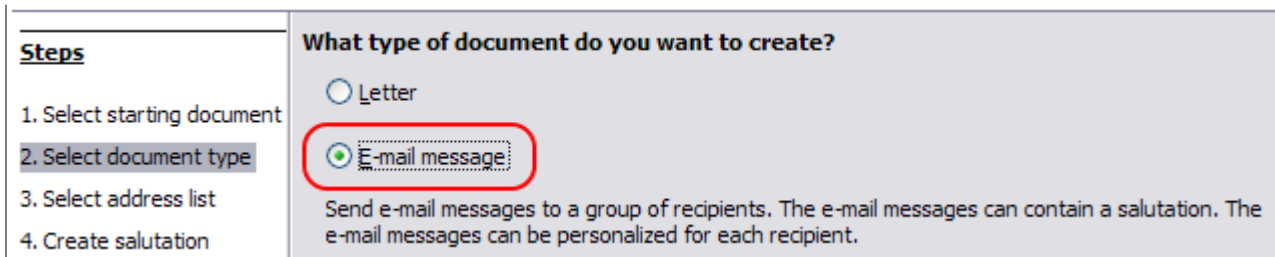 Steps
1. Select starting document
2. Select document type
3. Select address list
4. Create salutation
What type of document do you want to create?
Letter
E-mail message
Send e-mail messages to a group of recipients. The e-mail messages can contain a salutation. The
e-mail messages can be personalized for each recipient.